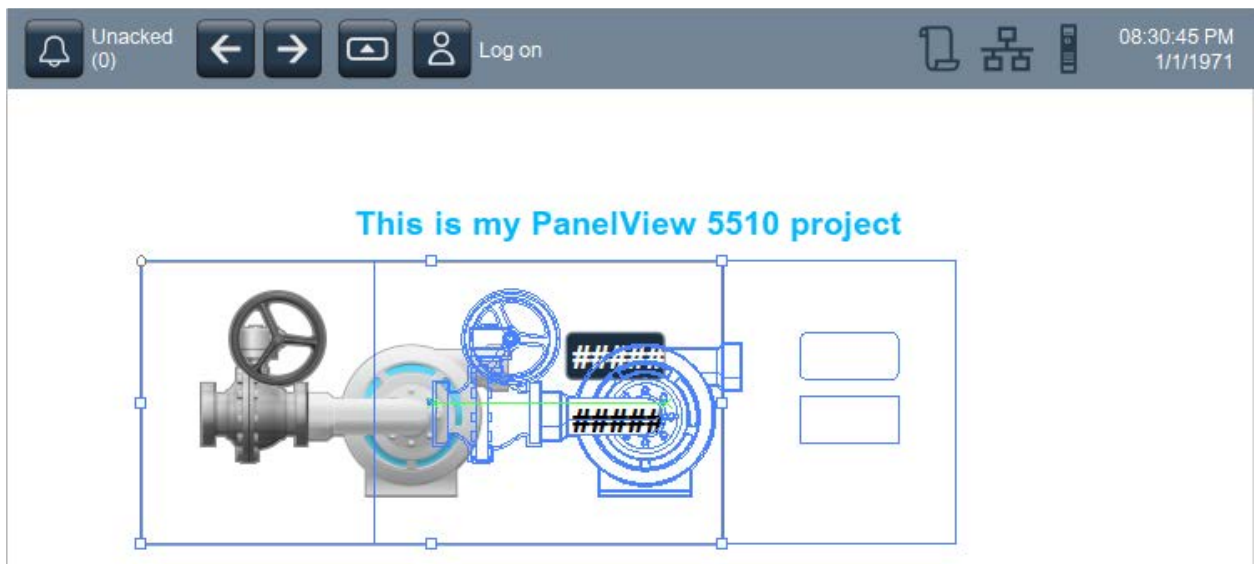 Unacked
(0)
Log on
08:30:45 PM
1/1/1971
This is my PanelView 5510 project
#####
#####